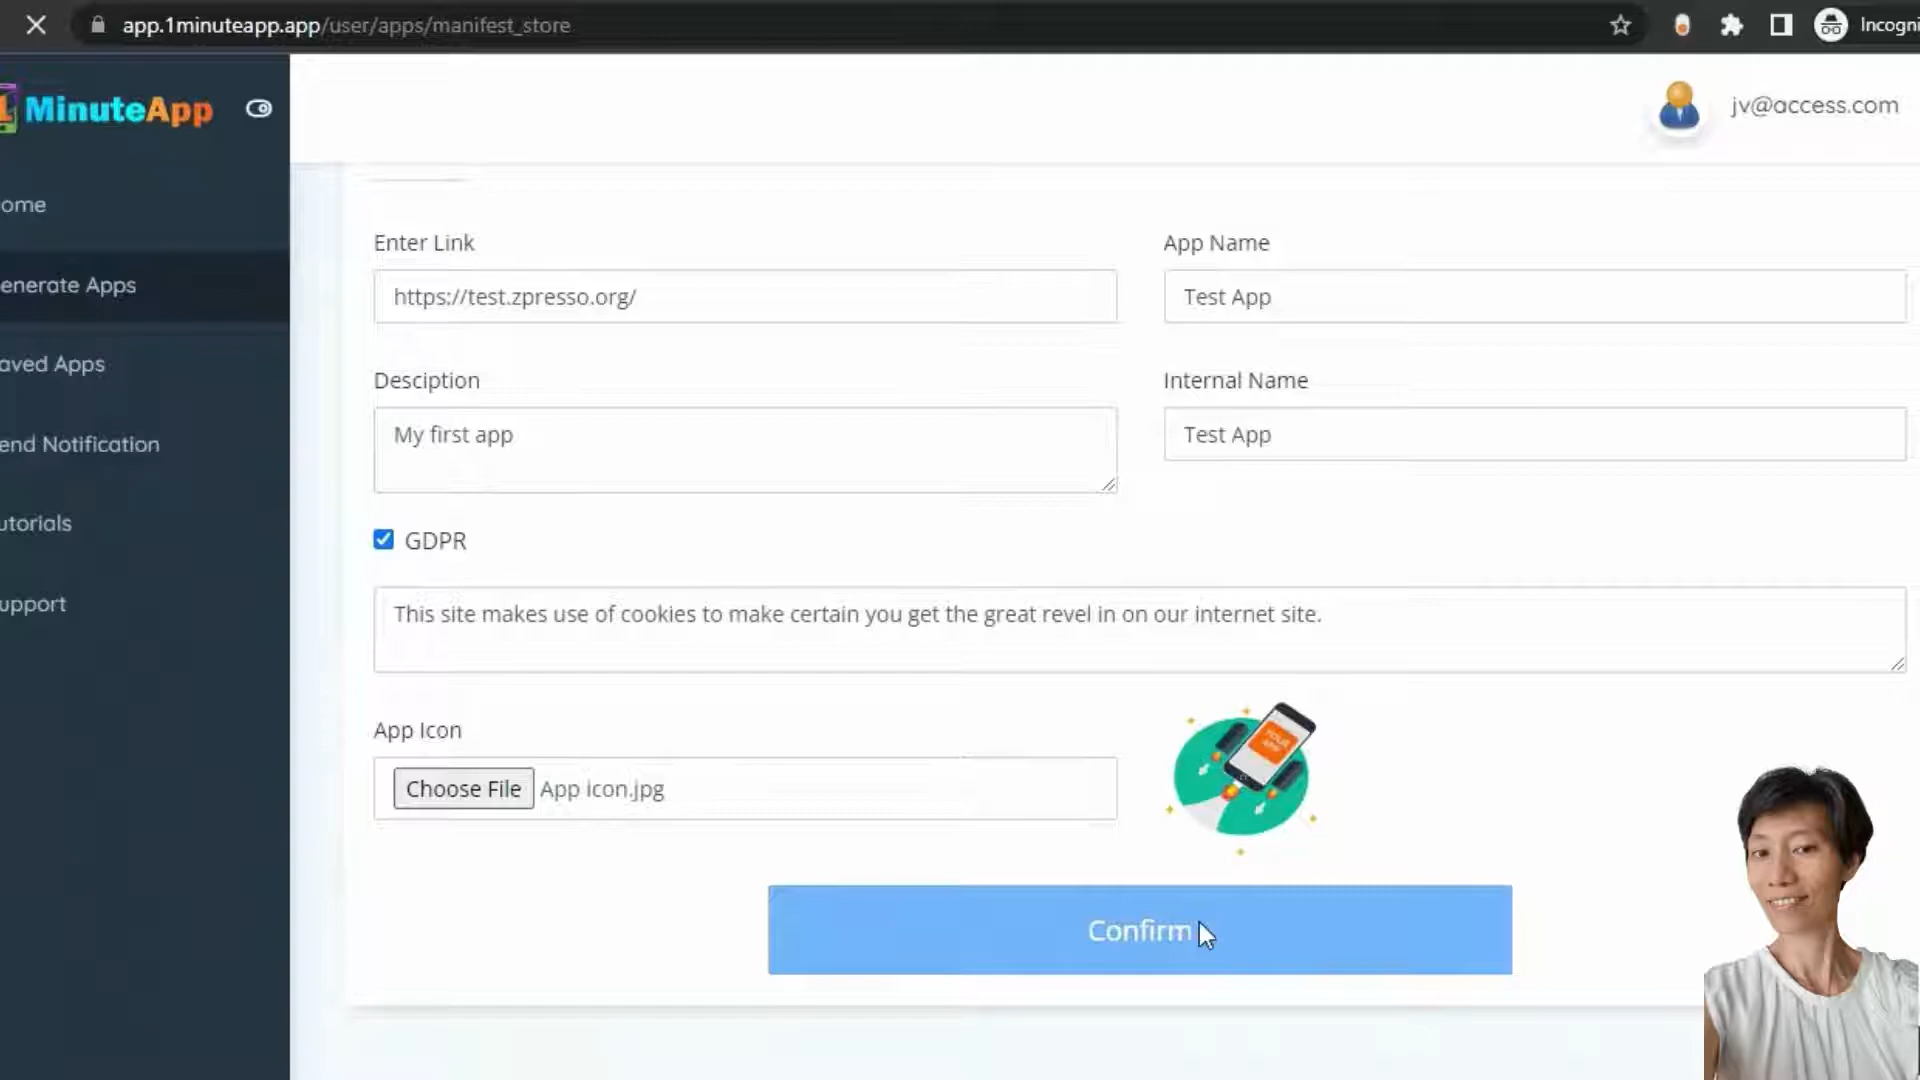 app.1minuteapp.app/user/apps/manifest_store
Incogni
1 MinuteApp
jv@access.com
ome
enerate Apps
aved Apps
end Notification
utorials
upport
Enter Link
App Name
https://test.zpresso.org/
Test App
Desciption
Internal Name
My first app
Test App
GDPR
This site makes use of cookies to make certain you get the great revel in on our internet site.
App Icon
Choose File App icon.jpg
YOUR
APP
Confirm